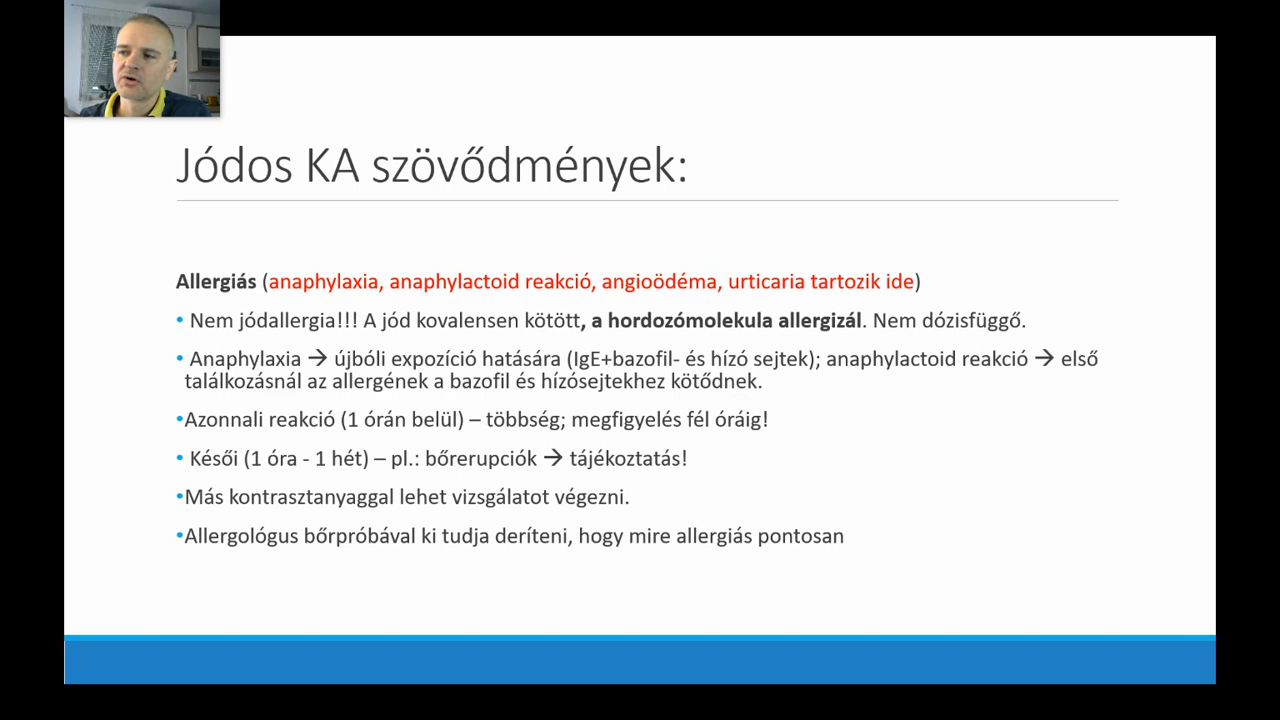 Jódos KA szövődmények:
Allergiás (anaphylaxia, anaphylactoid reakció, angioödéma, urticaria tartozik ide)
• Nem jódallergia!!! A jód kovalensen kötött, a hordozómolekula allergizál. Nem dózisfüggő.
• Anaphylaxia → újbóli expozíció hatására (IgE+bazofil- és hízó sejtek); anaphylactoid reakció → első
találkozásnál az allergének a bazofil és hízósejtekhez kötődnek.
•Azonnali reakció (1 órán belül) – többség; megfigyelés fél óráig!
• Késői (1 óra - 1 hét) – pl.: bőrerupciók → tájékoztatás!
•Más kontrasztanyaggal lehet vizsgálatot végezni.
•Allergológus bőrpróbával ki tudja deríteni, hogy mire allergiás pontosan